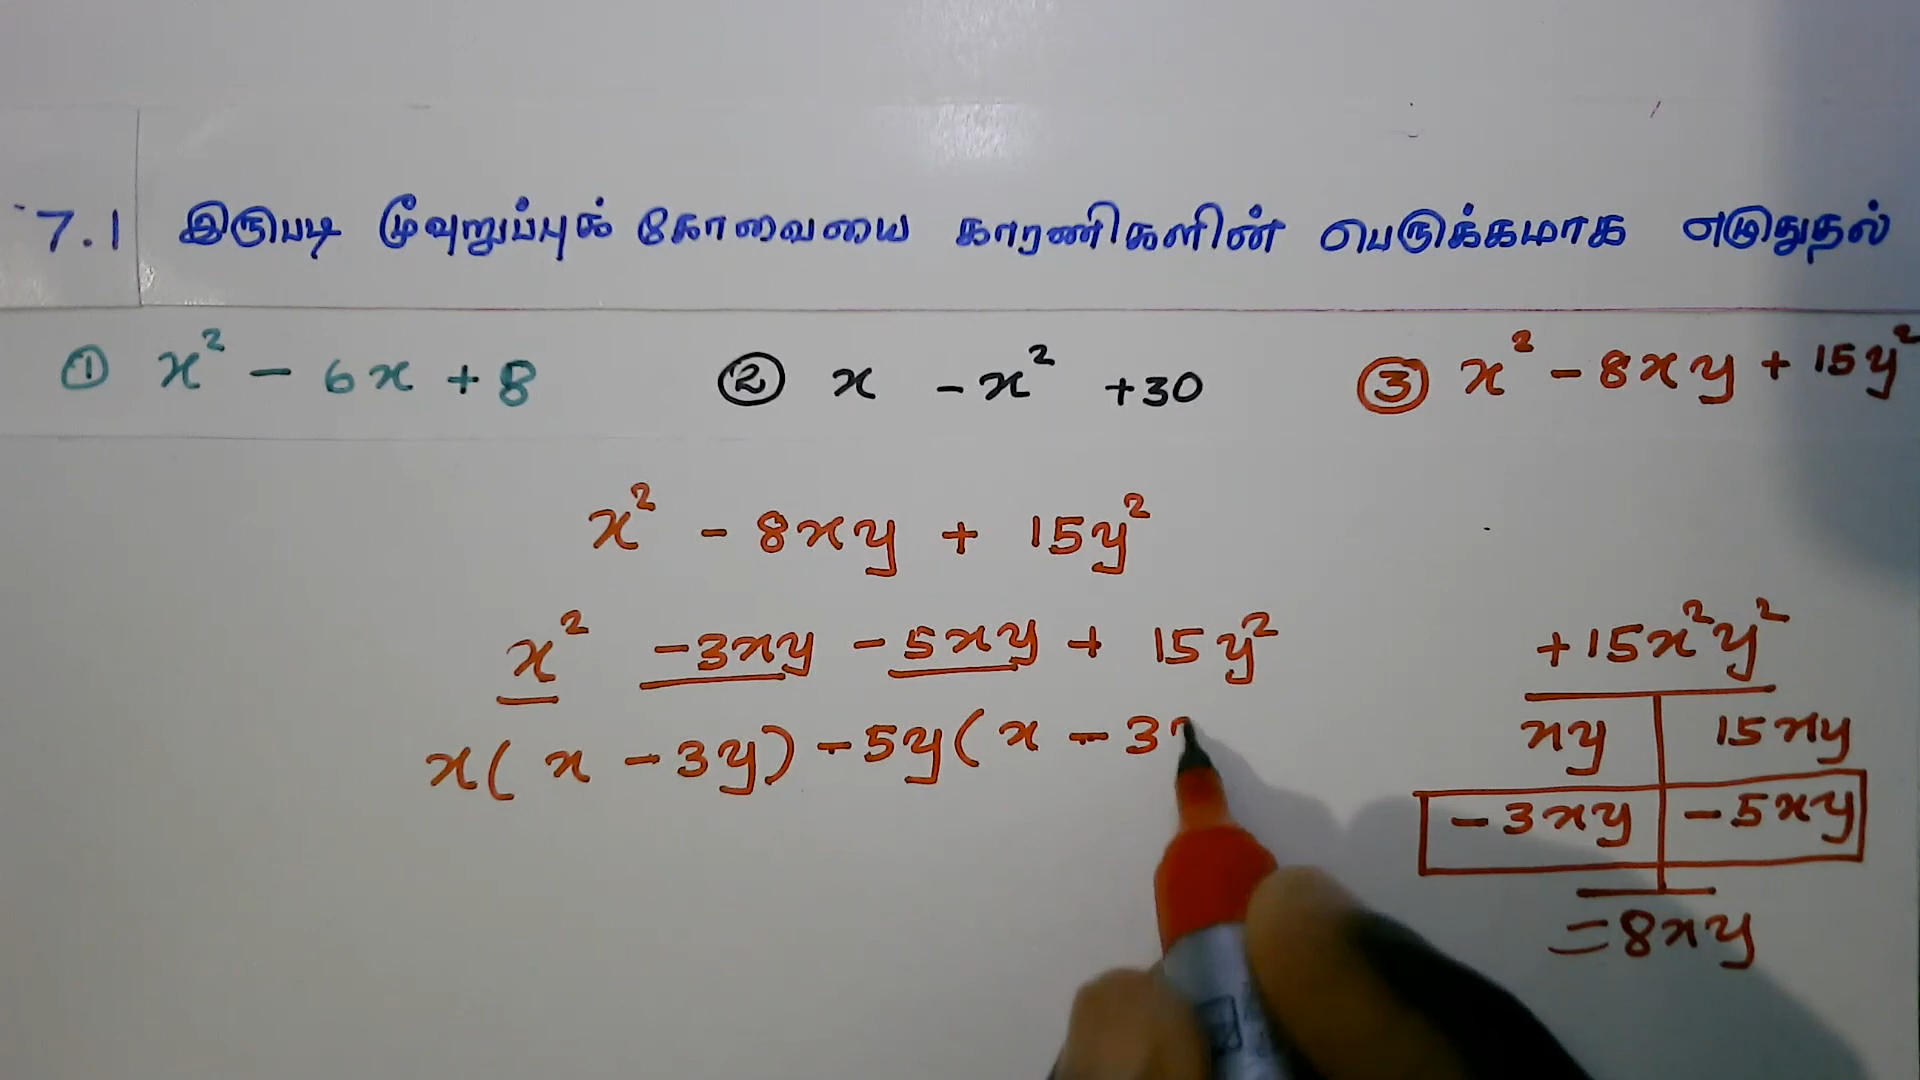 7.1 இருபடி மூவுறுப்புக் கோவையை காரணிகளின் பெருக்கமாக எழுதுதல்
① x² - 6x + 8 ② x - x² +30 ③ x² - 8xy + 15y²
x² - 8xy + 15y²
x² - 3xy - 5xy + 15y²
x( x - 3y) - 5y( x - 3
+15x²y²
xy 15xy
-3xy -5xy
= 8xy